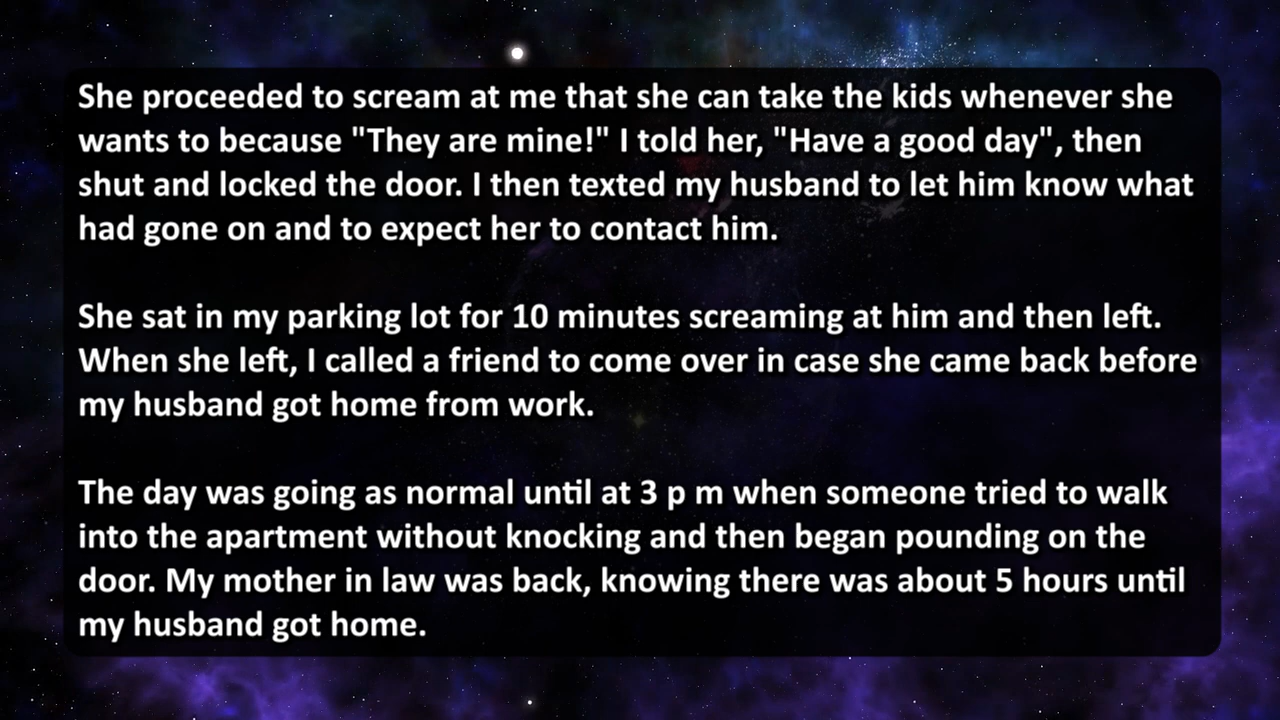 She proceeded to scream at me that she can take the kids whenever she
wants to because "They are mine!" I told her, "Have a good day", then
shut and locked the door. I then texted my husband to let him know what
had gone on and to expect her to contact him.
She sat in my parking lot for 10 minutes screaming at him and then left.
When she left, I called a friend to come over in case she came back before
my husband got home from work.
The day was going as normal until at 3 p m when someone tried to walk
into the apartment without knocking and then began pounding on the
door. My mother in law was back, knowing there was about 5 hours until
my husband got home.